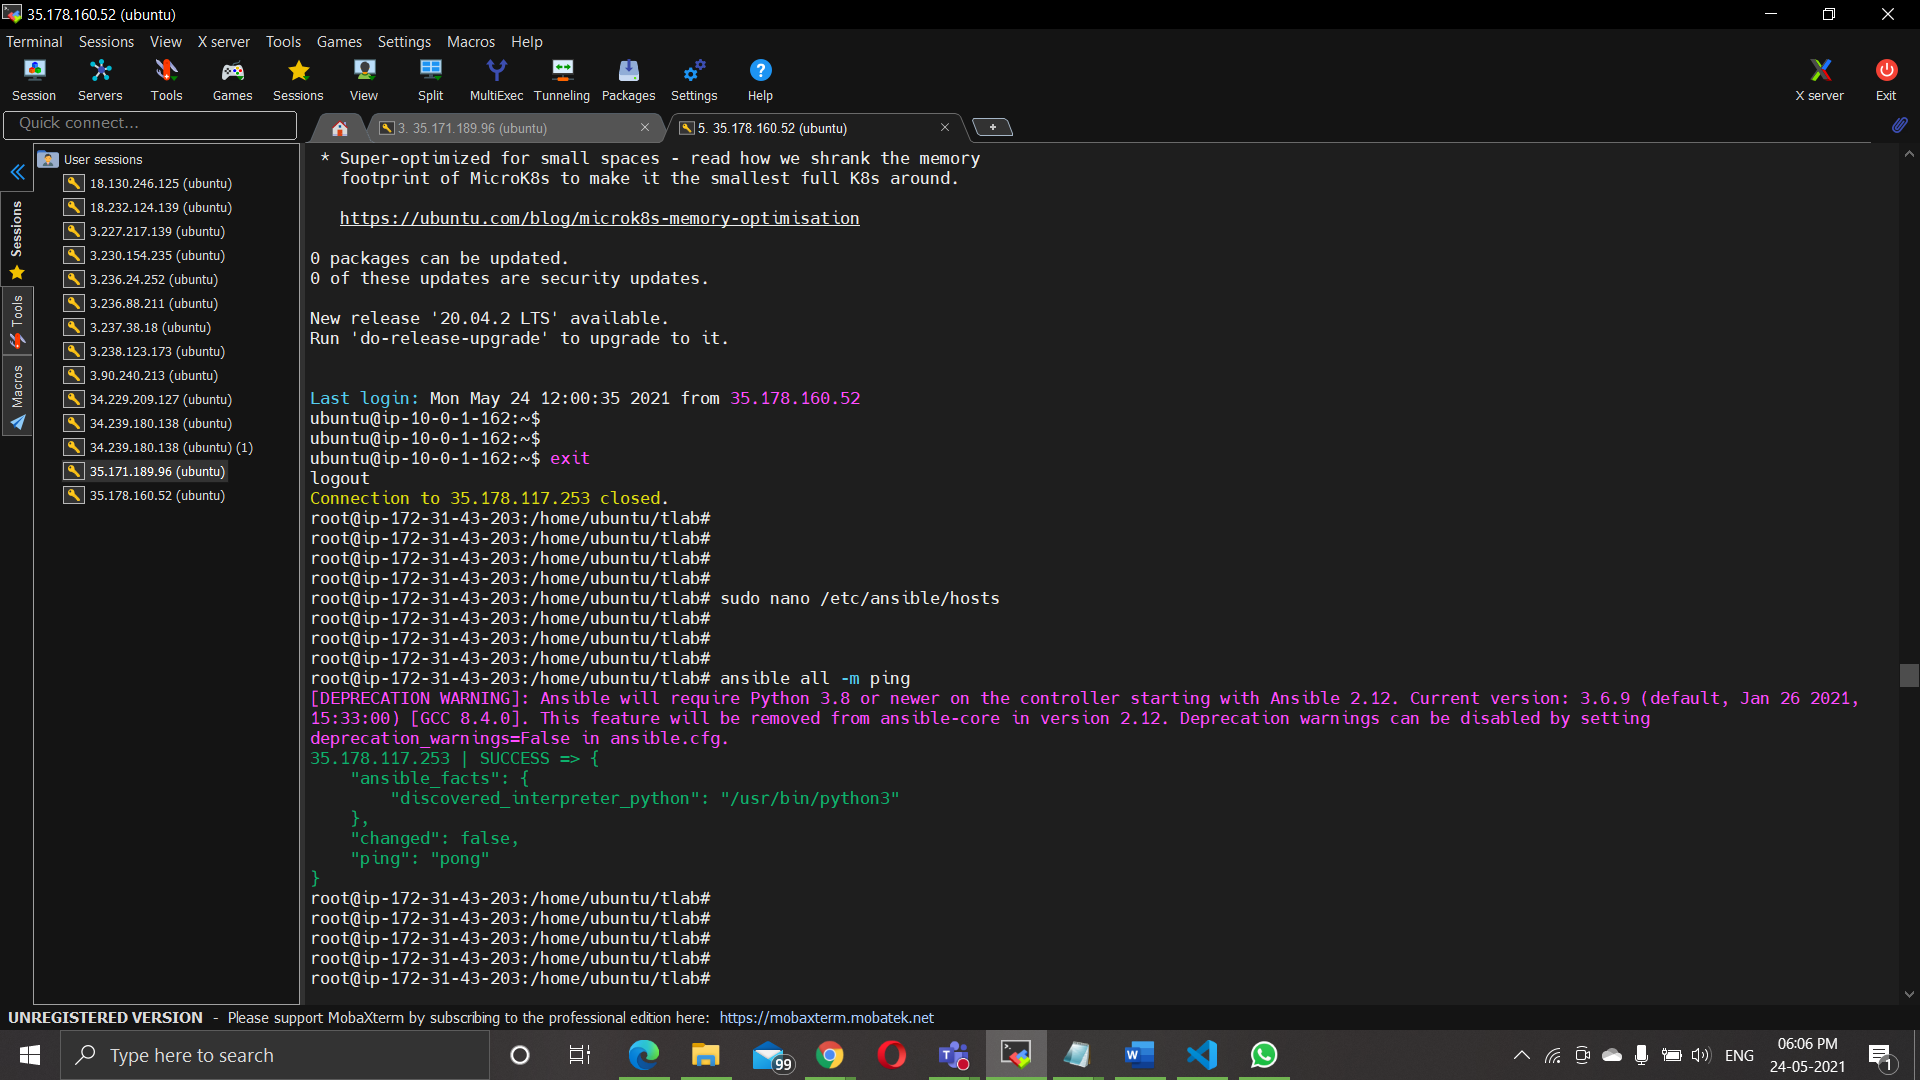 35.178.160.52 (ubuntu)
Terminal Sessions View X server Tools Games Settings Macros Help
Session Servers Tools Games Sessions View Split MultiExec Tunneling Packages Settings Help X server Exit
Quick connect...
3. 35.171.189.96 (ubuntu)
5. 35.178.160.52 (ubuntu)
Sessions
Tools
Macros
User sessions
18.130.246.125 (ubuntu)
18.232.124.139 (ubuntu)
3.227.217.139 (ubuntu)
3.230.154.235 (ubuntu)
3.236.24.252 (ubuntu)
3.236.88.211 (ubuntu)
3.237.38.18 (ubuntu)
3.238.123.173 (ubuntu)
3.90.240.213 (ubuntu)
34.229.209.127 (ubuntu)
34.239.180.138 (ubuntu)
34.239.180.138 (ubuntu) (1)
35.171.189.96 (ubuntu)
35.178.160.52 (ubuntu)
* Super-optimized for small spaces - read how we shrank the memory
footprint of MicroK8s to make it the smallest full K8s around.
https://ubuntu.com/blog/microk8s-memory-optimisation
0 packages can be updated.
0 of these updates are security updates.
New release '20.04.2 LTS' available.
Run 'do-release-upgrade' to upgrade to it.
Last login: Mon May 24 12:00:35 2021 from 35.178.160.52
ubuntu@ip-10-0-1-162:~$
ubuntu@ip-10-0-1-162:~$
ubuntu@ip-10-0-1-162:~$ exit
logout
Connection to 35.178.117.253 closed.
root@ip-172-31-43-203:/home/ubuntu/tlab#
root@ip-172-31-43-203:/home/ubuntu/tlab#
root@ip-172-31-43-203:/home/ubuntu/tlab#
root@ip-172-31-43-203:/home/ubuntu/tlab#
root@ip-172-31-43-203:/home/ubuntu/tlab# sudo nano /etc/ansible/hosts
root@ip-172-31-43-203:/home/ubuntu/tlab#
root@ip-172-31-43-203:/home/ubuntu/tlab#
root@ip-172-31-43-203:/home/ubuntu/tlab#
root@ip-172-31-43-203:/home/ubuntu/tlab# ansible all -m ping
[DEPRECATION WARNING]: Ansible will require Python 3.8 or newer on the controller starting with Ansible 2.12. Current version: 3.6.9 (default, Jan 26 2021,
15:33:00) [GCC 8.4.0]. This feature will be removed from ansible-core in version 2.12. Deprecation warnings can be disabled by setting
deprecation_warnings=False in ansible.cfg.
35.178.117.253 | SUCCESS => {
"ansible_facts": {
"discovered_interpreter_python": "/usr/bin/python3"
},
"changed": false,
"ping": "pong"
}
root@ip-172-31-43-203:/home/ubuntu/tlab#
root@ip-172-31-43-203:/home/ubuntu/tlab#
root@ip-172-31-43-203:/home/ubuntu/tlab#
root@ip-172-31-43-203:/home/ubuntu/tlab#
root@ip-172-31-43-203:/home/ubuntu/tlab#
UNREGISTERED VERSION - Please support MobaXterm by subscribing to the professional edition here: https://mobaxterm.mobatek.net
Type here to search
99
ENG
06:06 PM
24-05-2021
1